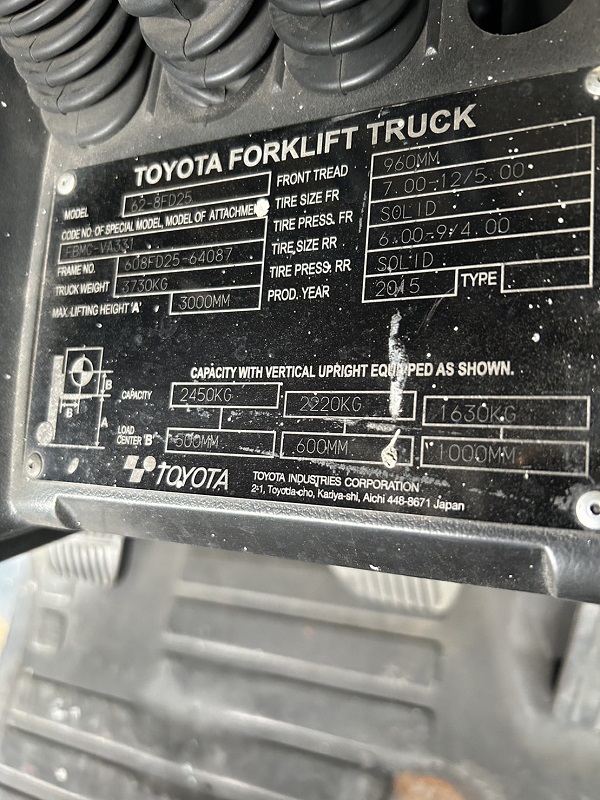 TOYOTA FORKLIFT TRUCK
MODEL 62-8FD25
CODE NO. OF SPECIAL MODEL, MODEL OF ATTACHMENT
FBMC-VA331
FRAME NO. 608FD25-64087
TRUCK WEIGHT 3730KG
MAX. LIFTING HEIGHT 'A' 3000MM
FRONT TREAD 960MM
TIRE SIZE FR 7.00-12/5.00
TIRE PRESS. FR SOLID
TIRE SIZE RR 6.00-9/4.00
TIRE PRESS. RR SOLID
PROD. YEAR 2015 TYPE
CAPACITY WITH VERTICAL UPRIGHT EQUIPPED AS SHOWN.
B
B
A
CAPACITY 2450KG 2220KG 1630KG
LOAD CENTER 'B' 500MM 600MM 1000MM
TOYOTA
TOYOTA INDUSTRIES CORPORATION
2-1, Toyoda-cho, Kariya-shi, Aichi 448-8671 Japan